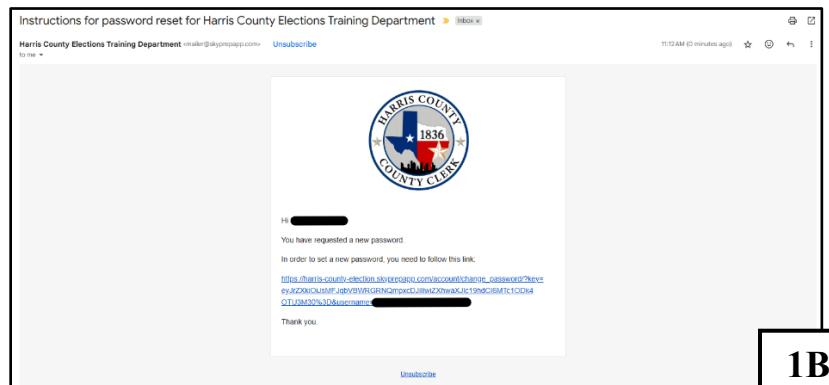 Instructions for password reset for Harris County Elections Training Department Inbox x
Harris County Elections Training Department <mailer@skyprepapp.com> Unsubscribe 11:12 AM (0 minutes ago)
to me
HARRIS COUNTY
1836
COUNTY CLERK
Hi
You have requested a new password
In order to set a new password, you need to follow this link:
https://harris-county-election.skyprepapp.com/account/change_password/?key=
OTU3M30%3D&username=
Thank you.
Unsubscribe
1B